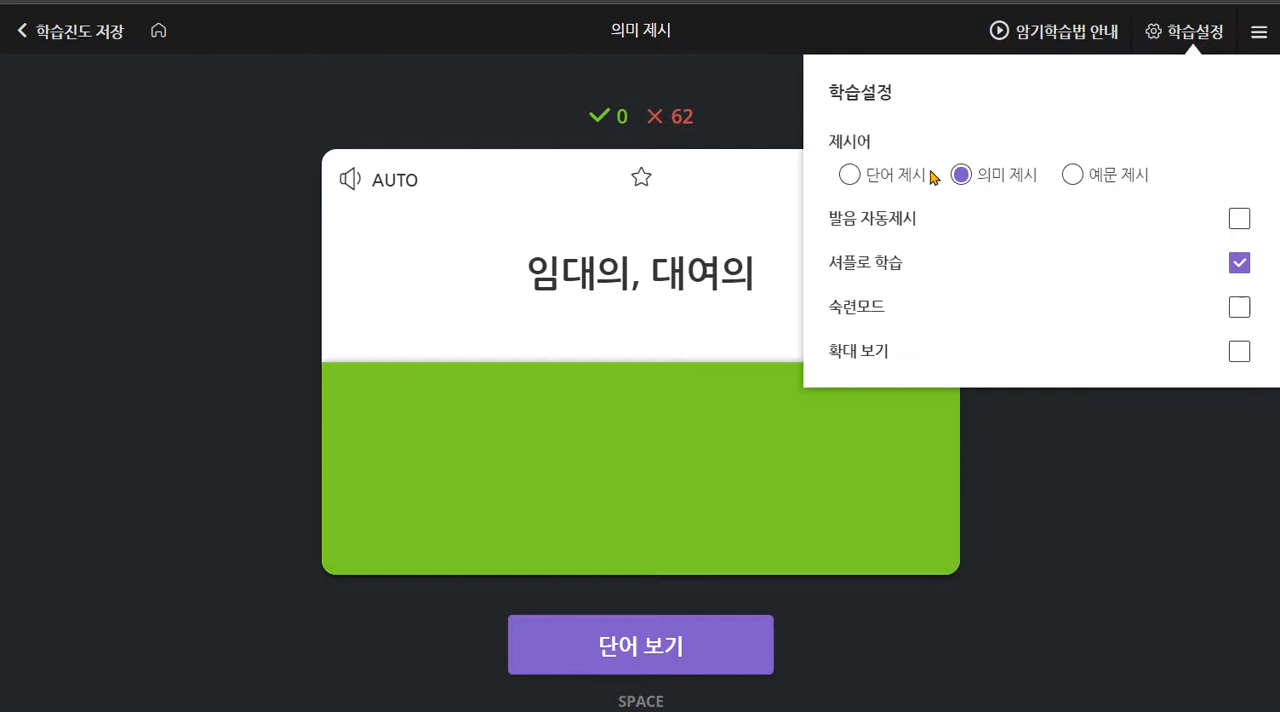 학습진도 저장
의미 제시
암기학습법 안내
학습설정
0 62
AUTO
임대의, 대여의
단어 보기
SPACE
학습설정
제시어
단어 제시 의미 제시 예문 제시
발음 자동제시
셔플로 학습
숙련모드
확대 보기